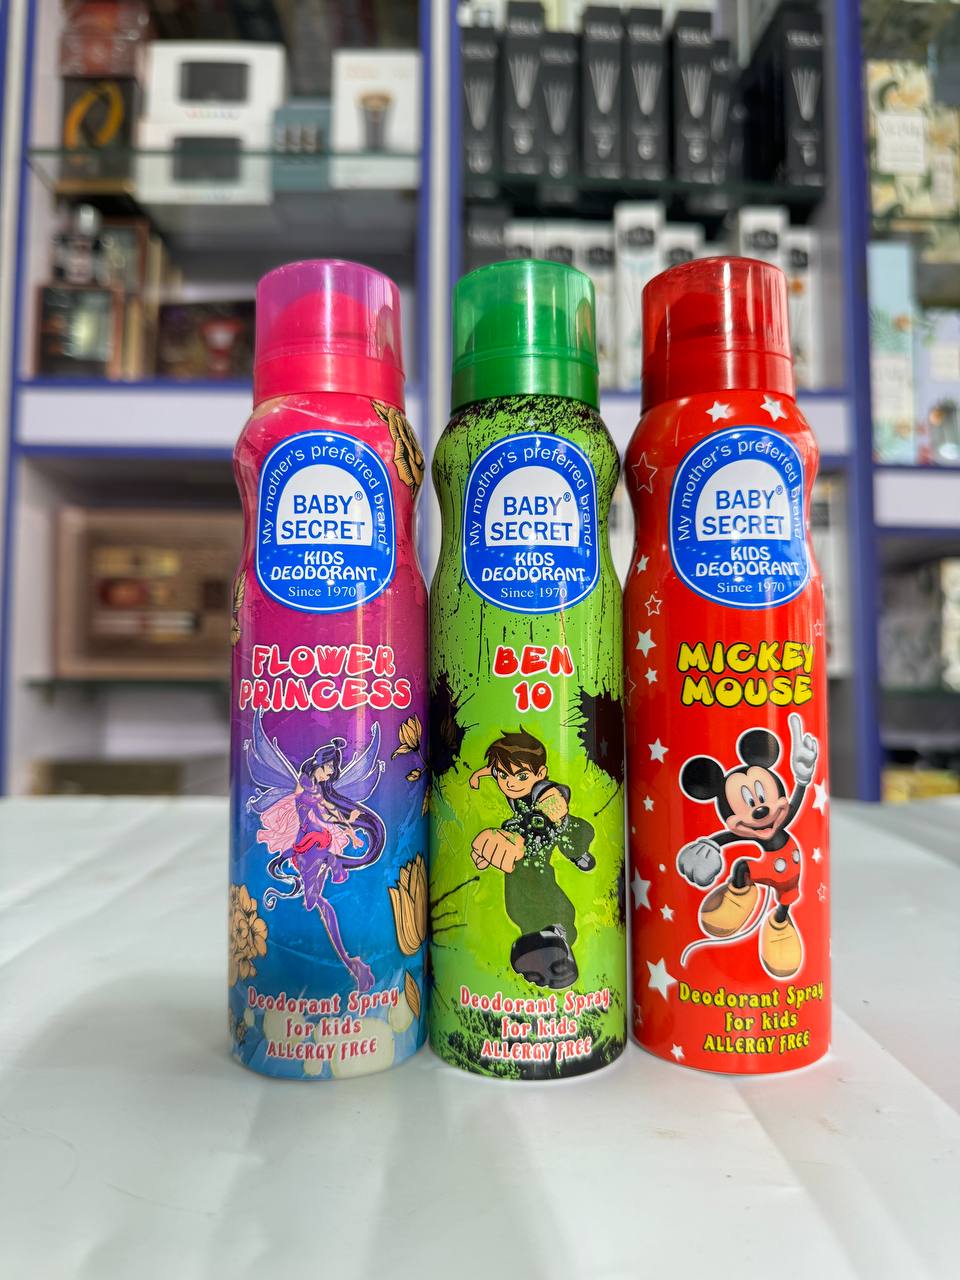 My mother's preferred brand
BABY®
SECRET
KIDS
DEODORANT
Since 1970
FLOWER
PRINCESS
Deodorant Spray
for kids
ALLERGY FREE
My mother's preferred brand
BABY®
SECRET
KIDS
DEODORANT
Since 1970
BEN
10
Deodorant Spray
for kids
ALLERGY FREE
My mother's preferred brand
BABY®
SECRET
KIDS
DEODORANT
Since 1970
MICKEY
MOUSE
Deodorant Spray
for kids
ALLERGY FREE